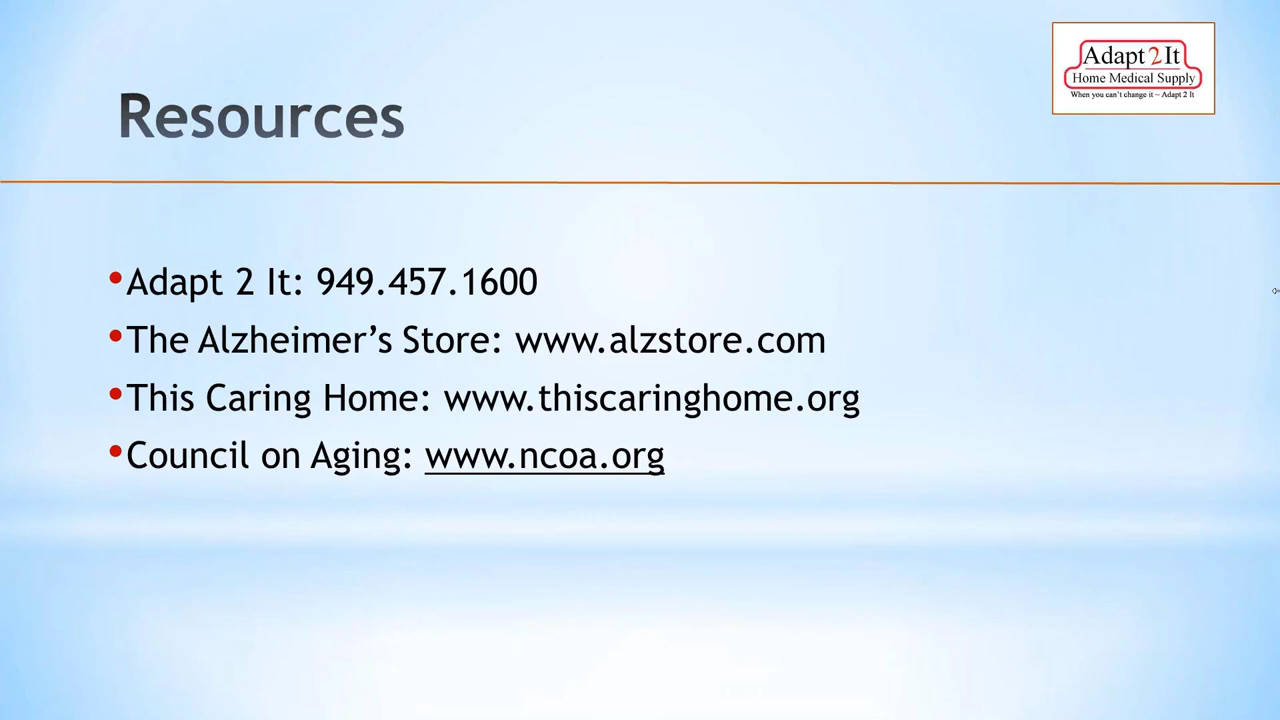 Adapt 2 It
Home Medical Supply
When you can't change it ~ Adapt 2 It
Resources
•Adapt 2 It: 949.457.1600
•The Alzheimer’s Store: www.alzstore.com
•This Caring Home: www.thiscaringhome.org
•Council on Aging: www.ncoa.org